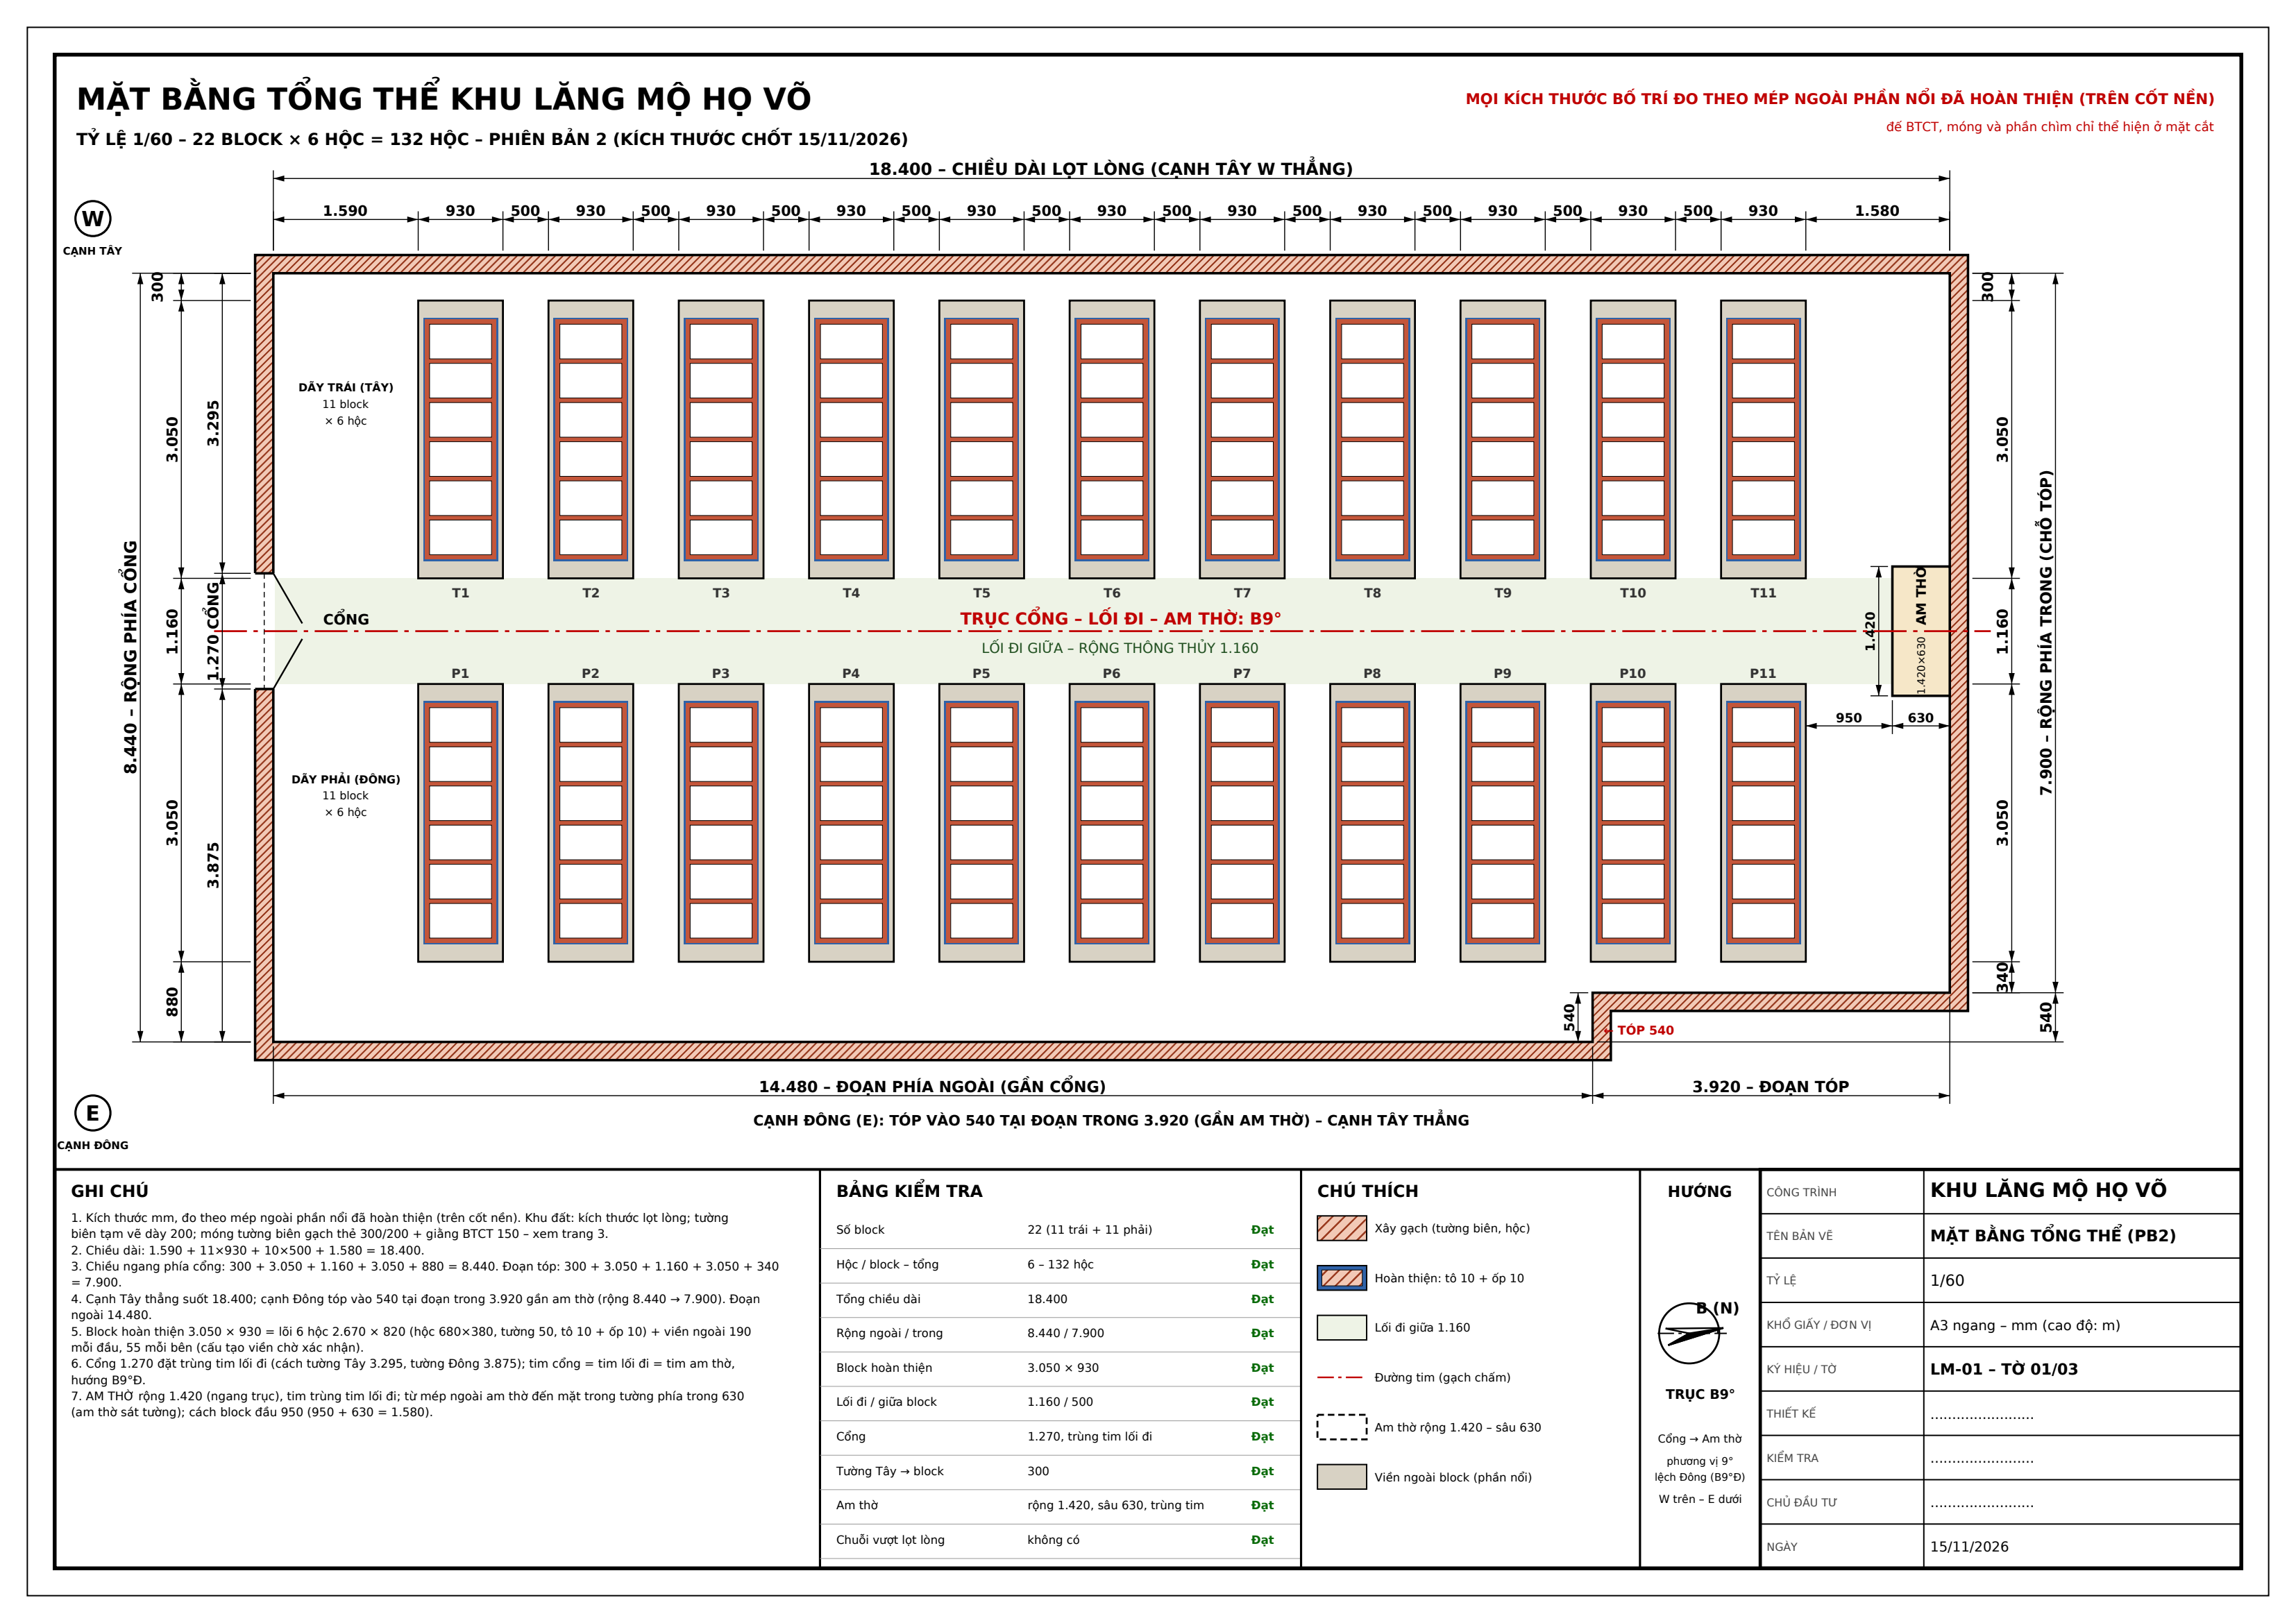 MẶT BẰNG TỔNG THỂ KHU LĂNG MỘ HỌ VÕ
TỶ LỆ 1/60 – 22 BLOCK × 6 HỘC = 132 HỘC – PHIÊN BẢN 2 (KÍCH THƯỚC CHỐT 15/11/2026)
MỌI KÍCH THƯỚC BỐ TRÍ ĐO THEO MÉP NGOÀI PHẦN NỔI ĐÃ HOÀN THIỆN (TRÊN CỐT NỀN)
đế BTCT, móng và phần chìm chỉ thể hiện ở mặt cắt
18.400 – CHIỀU DÀI LỌT LÒNG (CẠNH TÂY W THẲNG)
W
CẠNH TÂY
1.590 930 500 930 500 930 500 930 500 930 500 930 500 930 500 930 500 930 500 930 500 930 1.580
8.440 – RỘNG PHÍA CỔNG
300
3.050
1.160
3.050
880
3.295
1.270 CỔNG
3.875
DÃY TRÁI (TÂY)
11 block
× 6 hộc
T1 T2 T3 T4 T5 T6 T7 T8 T9 T10 T11
CỔNG
TRỤC CỔNG – LỐI ĐI – AM THỜ: B9°
LỐI ĐI GIỮA – RỘNG THÔNG THỦY 1.160
P1 P2 P3 P4 P5 P6 P7 P8 P9 P10 P11
DÃY PHẢI (ĐÔNG)
11 block
× 6 hộc
1.420
AM THỜ
1.420×630
950 630
300
3.050
1.160
3.050
340
540
7.900 – RỘNG PHÍA TRONG (CHỖ TÓP)
540
← TÓP 540
14.480 – ĐOẠN PHÍA NGOÀI (GẦN CỔNG)
3.920 – ĐOẠN TÓP
CẠNH ĐÔNG (E): TÓP VÀO 540 TẠI ĐOẠN TRONG 3.920 (GẦN AM THỜ) – CẠNH TÂY THẲNG
E
CẠNH ĐÔNG
GHI CHÚ
1. Kích thước mm, đo theo mép ngoài phần nổi đã hoàn thiện (trên cốt nền). Khu đất: kích thước lọt lòng; tường
biên tạm vẽ dày 200; móng tường biên gạch thẻ 300/200 + giằng BTCT 150 – xem trang 3.
2. Chiều dài: 1.590 + 11×930 + 10×500 + 1.580 = 18.400.
3. Chiều ngang phía cổng: 300 + 3.050 + 1.160 + 3.050 + 880 = 8.440. Đoạn tóp: 300 + 3.050 + 1.160 + 3.050 + 340
= 7.900.
4. Cạnh Tây thẳng suốt 18.400; cạnh Đông tóp vào 540 tại đoạn trong 3.920 gần am thờ (rộng 8.440 → 7.900). Đoạn
ngoài 14.480.
5. Block hoàn thiện 3.050 × 930 = lõi 6 hộc 2.670 × 820 (hộc 680×380, tường 50, tô 10 + ốp 10) + viền ngoài 190
mỗi đầu, 55 mỗi bên (cấu tạo viền chờ xác nhận).
6. Cổng 1.270 đặt trùng tim lối đi (cách tường Tây 3.295, tường Đông 3.875); tim cổng = tim lối đi = tim am thờ,
hướng B9°Đ.
7. AM THỜ rộng 1.420 (ngang trục), tim trùng tim lối đi; từ mép ngoài am thờ đến mặt trong tường phía trong 630
(am thờ sát tường); cách block đầu 950 (950 + 630 = 1.580).
BẢNG KIỂM TRA
Số block 22 (11 trái + 11 phải) Đạt
Hộc / block – tổng 6 – 132 hộc Đạt
Tổng chiều dài 18.400 Đạt
Rộng ngoài / trong 8.440 / 7.900 Đạt
Block hoàn thiện 3.050 × 930 Đạt
Lối đi / giữa block 1.160 / 500 Đạt
Cổng 1.270, trùng tim lối đi Đạt
Tường Tây → block 300 Đạt
Am thờ rộng 1.420, sâu 630, trùng tim Đạt
Chuỗi vượt lọt lòng không có Đạt
CHÚ THÍCH
Xây gạch (tường biên, hộc)
Hoàn thiện: tô 10 + ốp 10
Lối đi giữa 1.160
Đường tim (gạch chấm)
Am thờ rộng 1.420 – sâu 630
Viền ngoài block (phần nổi)
HƯỚNG
B (N)
TRỤC B9°
Cổng → Am thờ
phương vị 9°
lệch Đông (B9°Đ)
W trên – E dưới
CÔNG TRÌNH KHU LĂNG MỘ HỌ VÕ
TÊN BẢN VẼ MẶT BẰNG TỔNG THỂ (PB2)
TỶ LỆ 1/60
KHỔ GIẤY / ĐƠN VỊ A3 ngang – mm (cao độ: m)
KÝ HIỆU / TỜ LM-01 – TỜ 01/03
THIẾT KẾ ........................
KIỂM TRA ........................
CHỦ ĐẦU TƯ ........................
NGÀY 15/11/2026